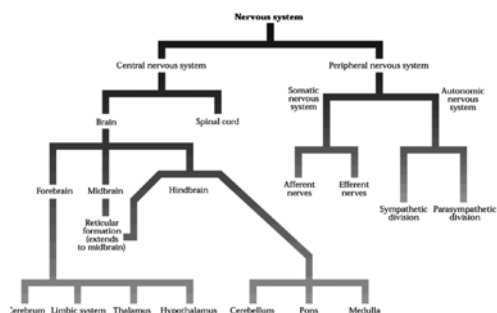 Nervous system
Central nervous system
Peripheral nervous system
Somatic
nervous
system
Autonomic
nervous
system
Brain
Spinal cord
Forebrain
Midbrain
Hindbrain
Afferent
nerves
Efferent
nerves
Reticular
formation
(extends
to midbrain)
Sympathetic
division
Parasympathetic
division
Cerebrum
Limbic system
Thalamus
Hypothalamus
Cerebellum
Pons
Medulla